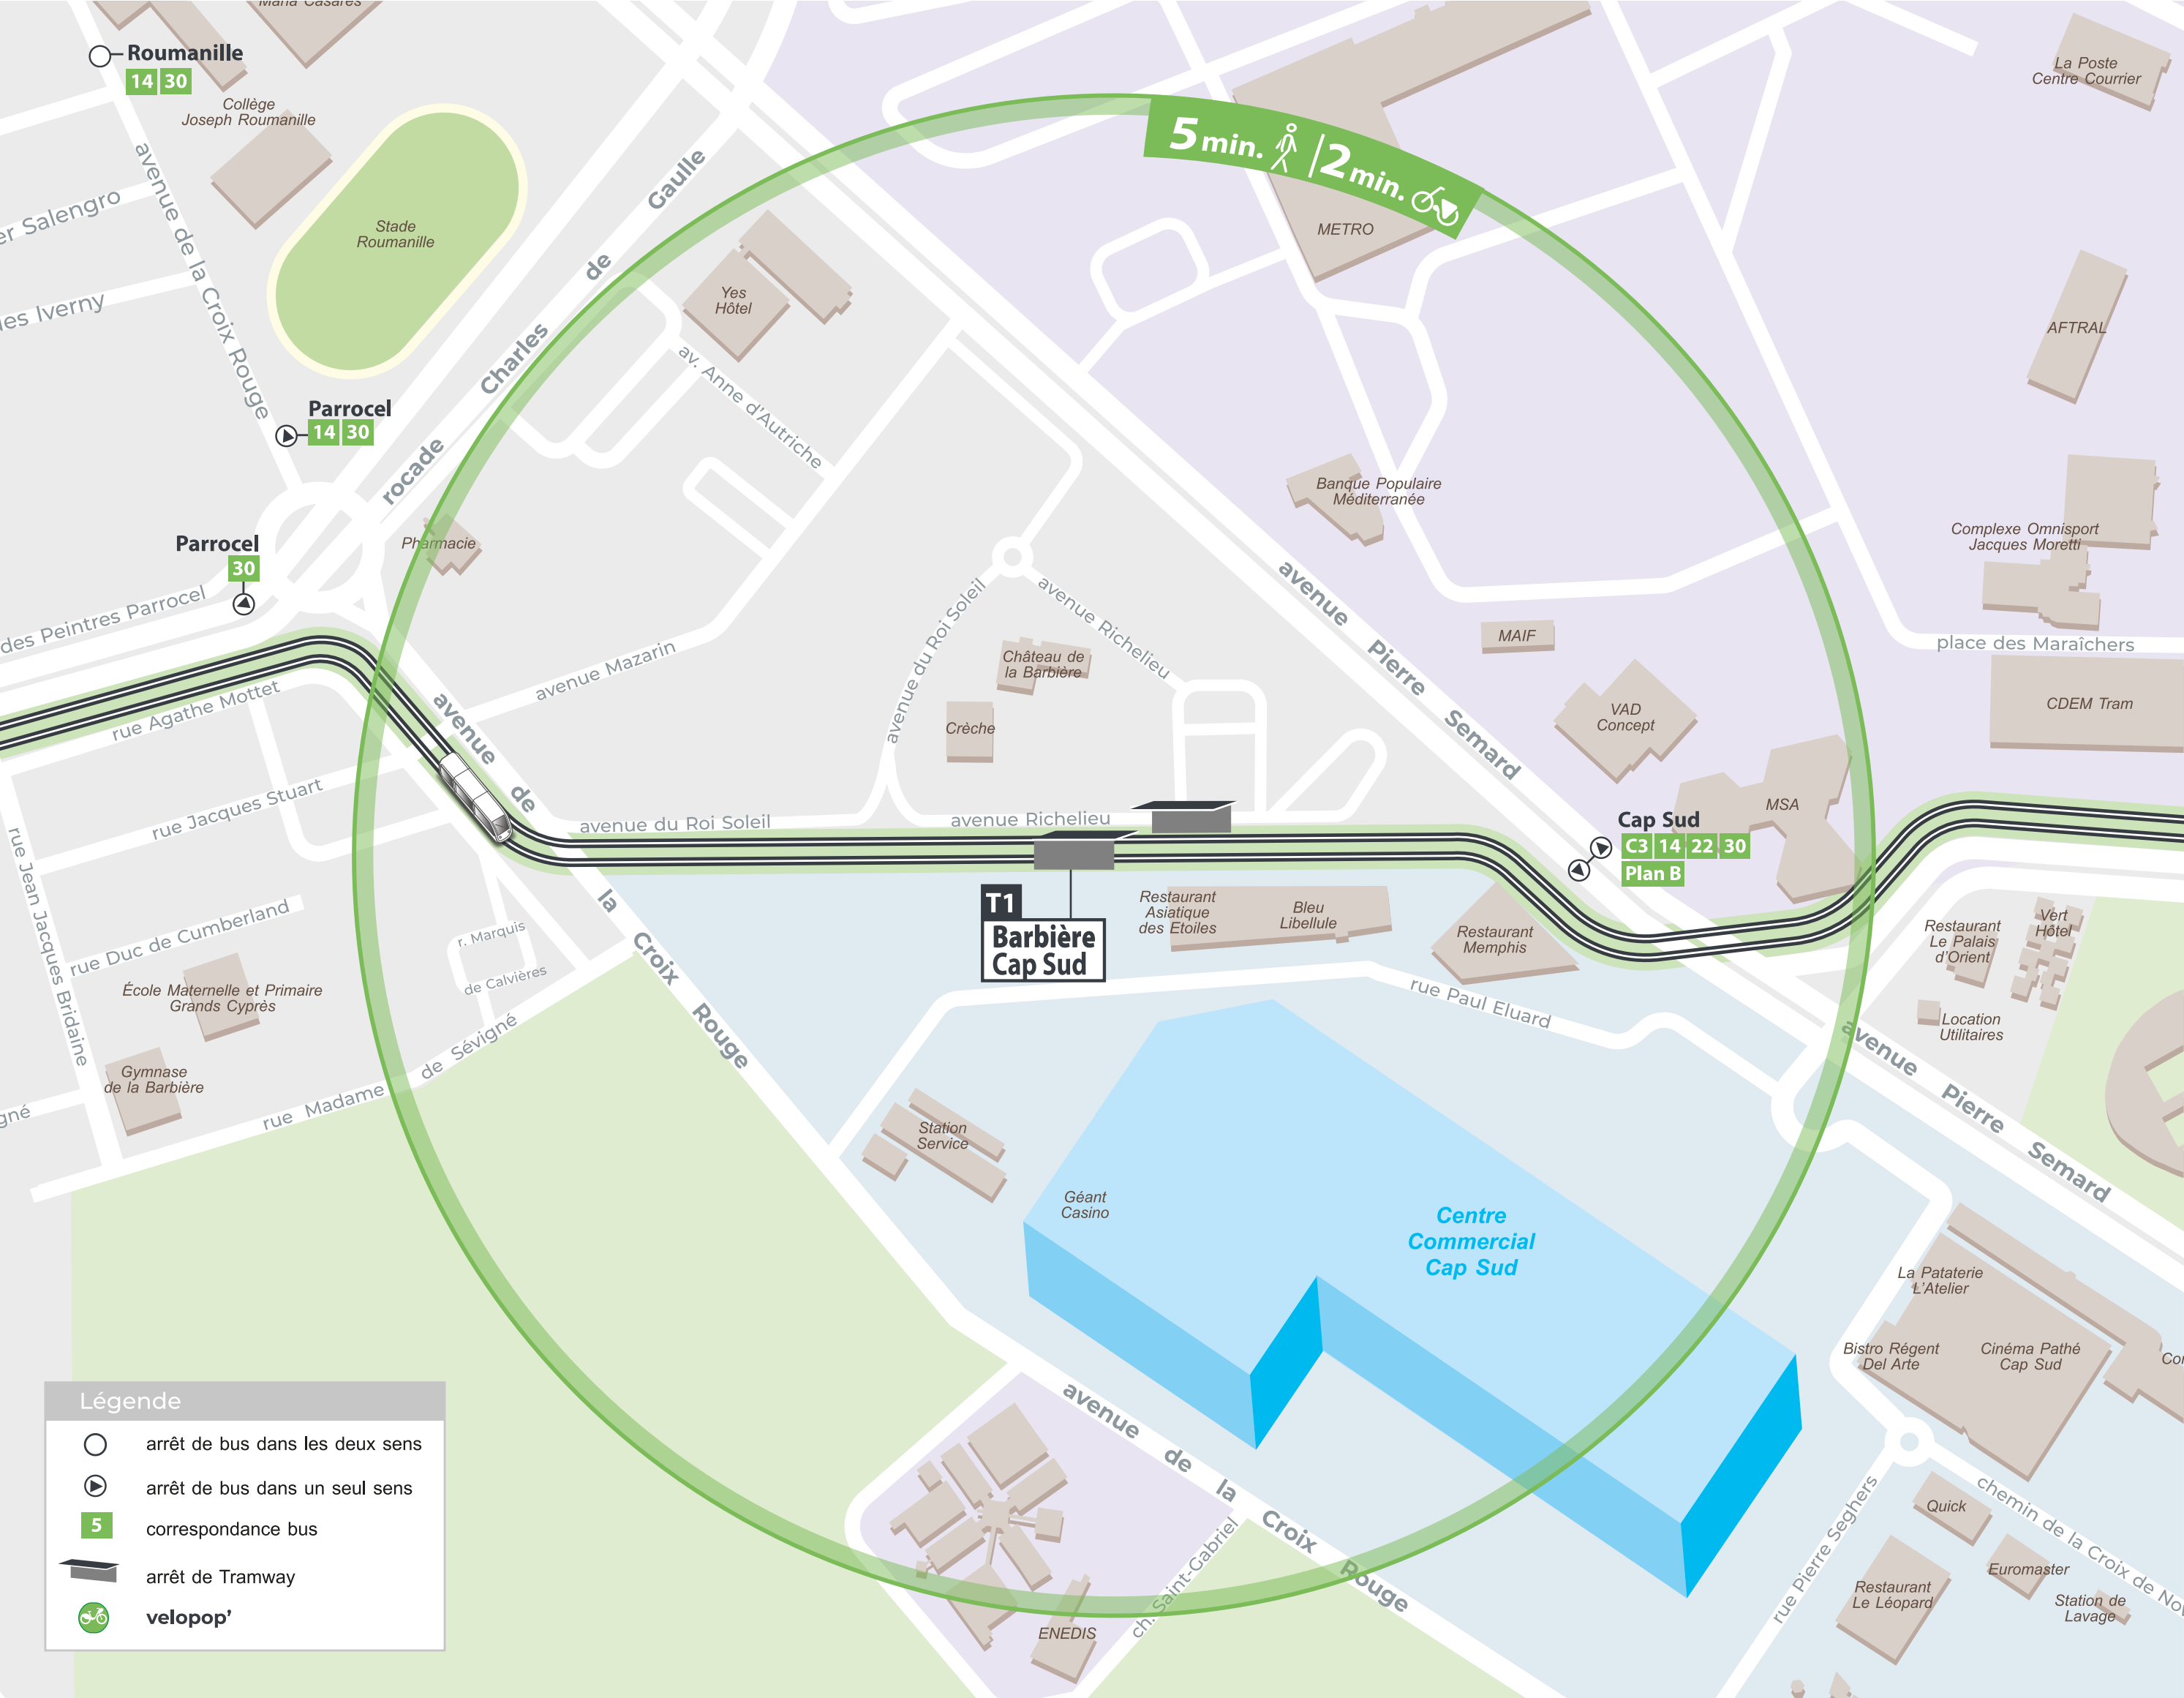 Maria Casarès
Roumanille
14 30
Collège
Joseph Roumanille
Stade
Roumanille
avenue de la Croix Rouge
er Salengro
les Iverny
Parrocel
14 30
Parrocel
30
des Peintres Parrocel
rocade Charles de Gaulle
5 min. / 2 min.
METRO
La Poste
Centre Courrier
AFTRAL
Yes
Hôtel
av. Anne d'Autriche
Pharmacie
Banque Populaire
Méditerranée
Complexe Omnisport
Jacques Moretti
place des Maraîchers
CDEM Tram
MAIF
VAD
Concept
MSA
avenue Pierre Semard
avenue du Roi Soleil
avenue Richelieu
Château de
la Barbière
Crèche
avenue Mazarin
rue Agathe Mottet
rue Jacques Stuart
rue Jean Jacques Bridaine
rue Duc de Cumberland
r. Marquis
de Calvières
École Maternelle et Primaire
Grands Cyprès
Gymnase
de la Barbière
gné
rue Madame de Sévigné
avenue de la Croix Rouge
avenue du Roi Soleil
avenue Richelieu
T1
Barbière
Cap Sud
Restaurant
Asiatique
des Etoiles
Bleu
Libellule
Restaurant
Memphis
Cap Sud
C3 14 22 30
Plan B
rue Paul Eluard
Restaurant
Le Palais
d'Orient
Vert
Hôtel
Location
Utilitaires
avenue Pierre Semard
Station
Service
Géant
Casino
Centre
Commercial
Cap Sud
La Pataterie
L'Atelier
Bistro Régent
Del Arte
Cinéma Pathé
Cap Sud
Quick
Euromaster
Restaurant
Le Léopard
Station de
Lavage
chemin de la Croix de Nov
rue Pierre Seghers
avenue de la Croix Rouge
ch. Saint-Gabriel
ENEDIS
Légende
arrêt de bus dans les deux sens
arrêt de bus dans un seul sens
5
correspondance bus
arrêt de Tramway
velopop'